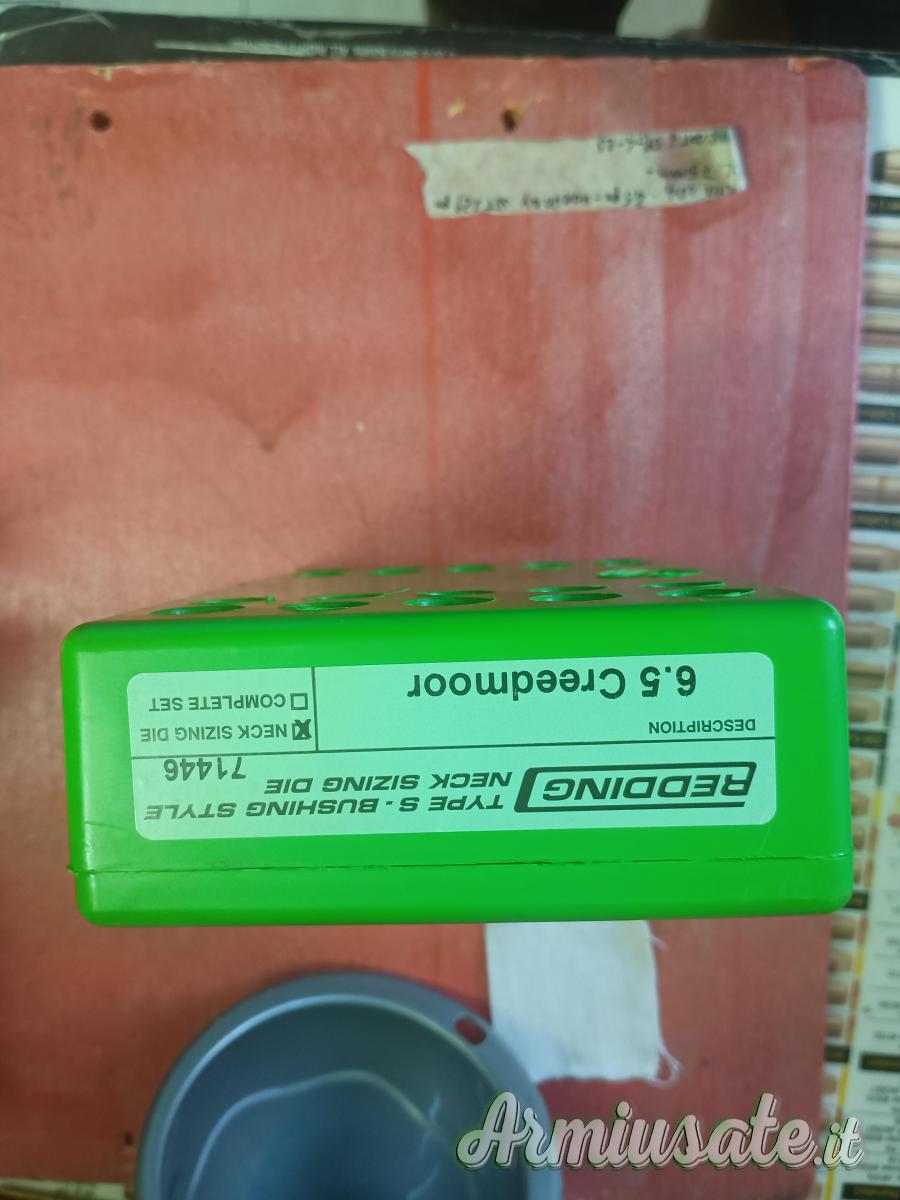 REDDING
TYPE S - BUSHING STYLE
NECK SIZING DIE
71446
DESCRIPTION
6.5 Creedmoor
NECK SIZING DIE
COMPLETE SET
Armiusate.it